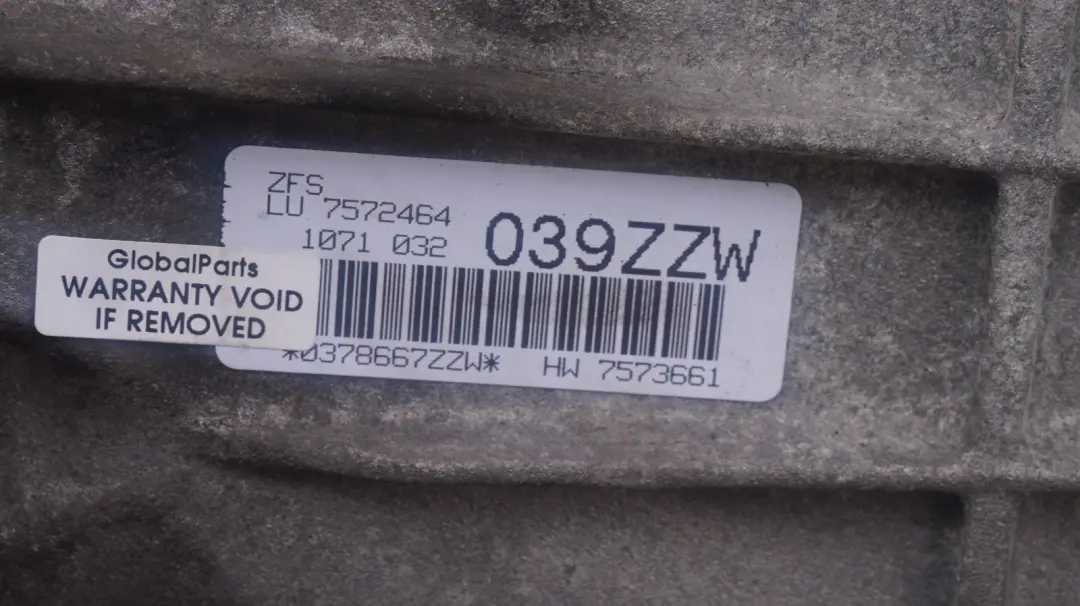 ZFS
LU 7572464
1071 032 039ZZW
GlobalParts
WARRANTY VOID
IF REMOVED
*0378667ZZW* HW 7573661